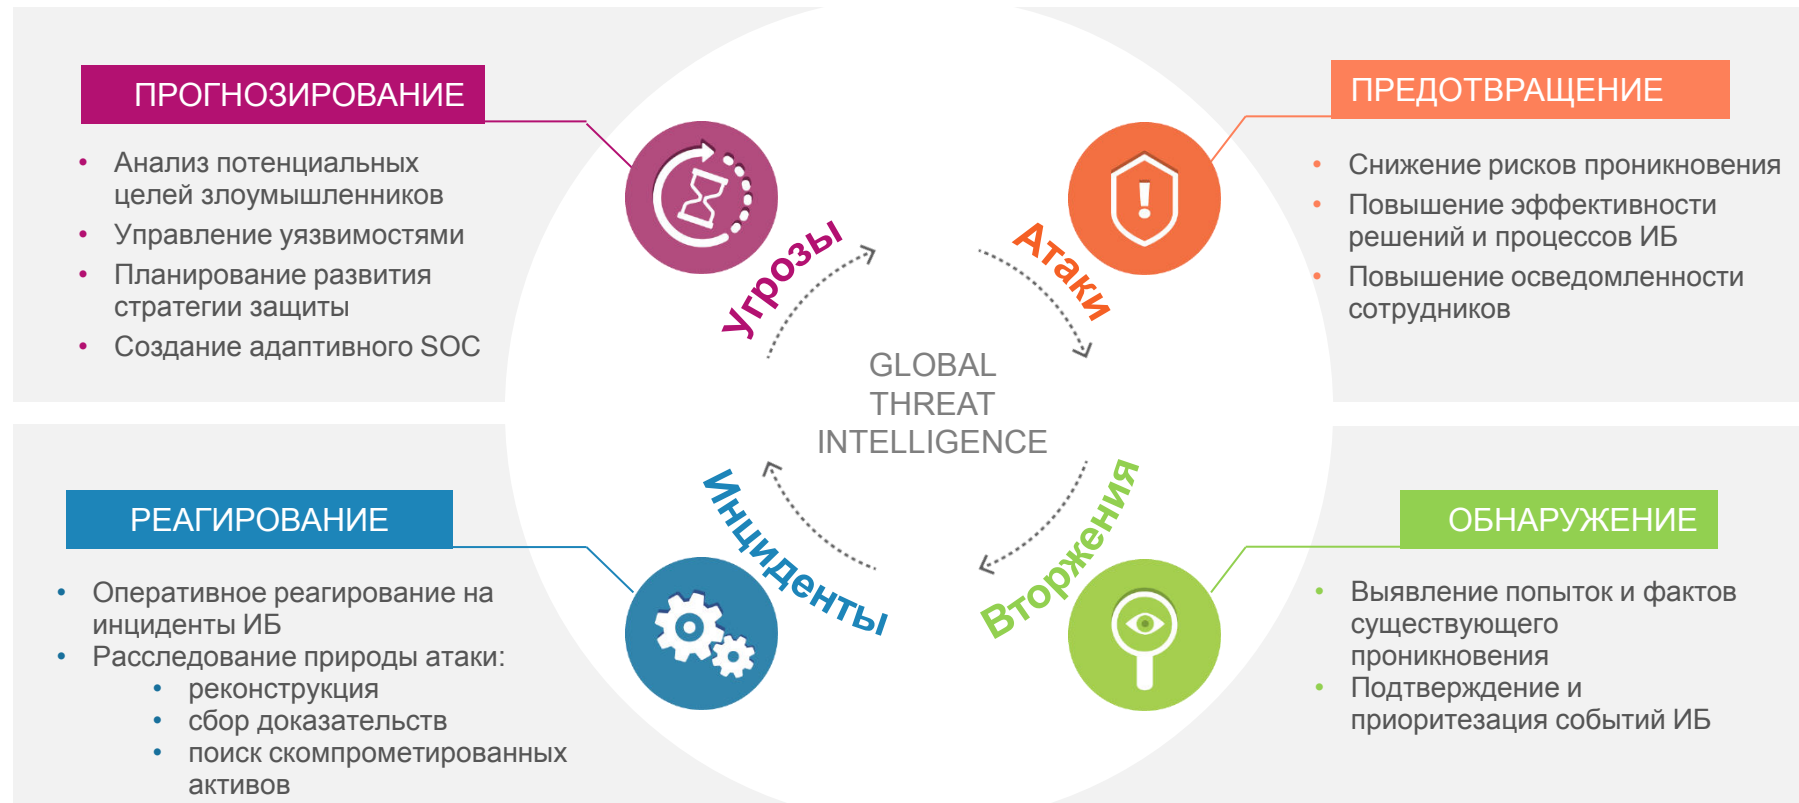 ПРОГНОЗИРОВАНИЕ
• Анализ потенциальных
целей злоумышленников
• Управление уязвимостями
• Планирование развития
стратегии защиты
• Создание адаптивного SOC
ПРЕДОТВРАЩЕНИЕ
• Снижение рисков проникновения
• Повышение эффективности
решений и процессов ИБ
• Повышение осведомленности
сотрудников
Угрозы
Атаки
GLOBAL
THREAT
INTELLIGENCE
Инциденты
Вторжения
РЕАГИРОВАНИЕ
• Оперативное реагирование на
инциденты ИБ
• Расследование природы атаки:
• реконструкция
• сбор доказательств
• поиск скомпрометированных
активов
ОБНАРУЖЕНИЕ
• Выявление попыток и фактов
существующего
проникновения
• Подтверждение и
приоритезация событий ИБ